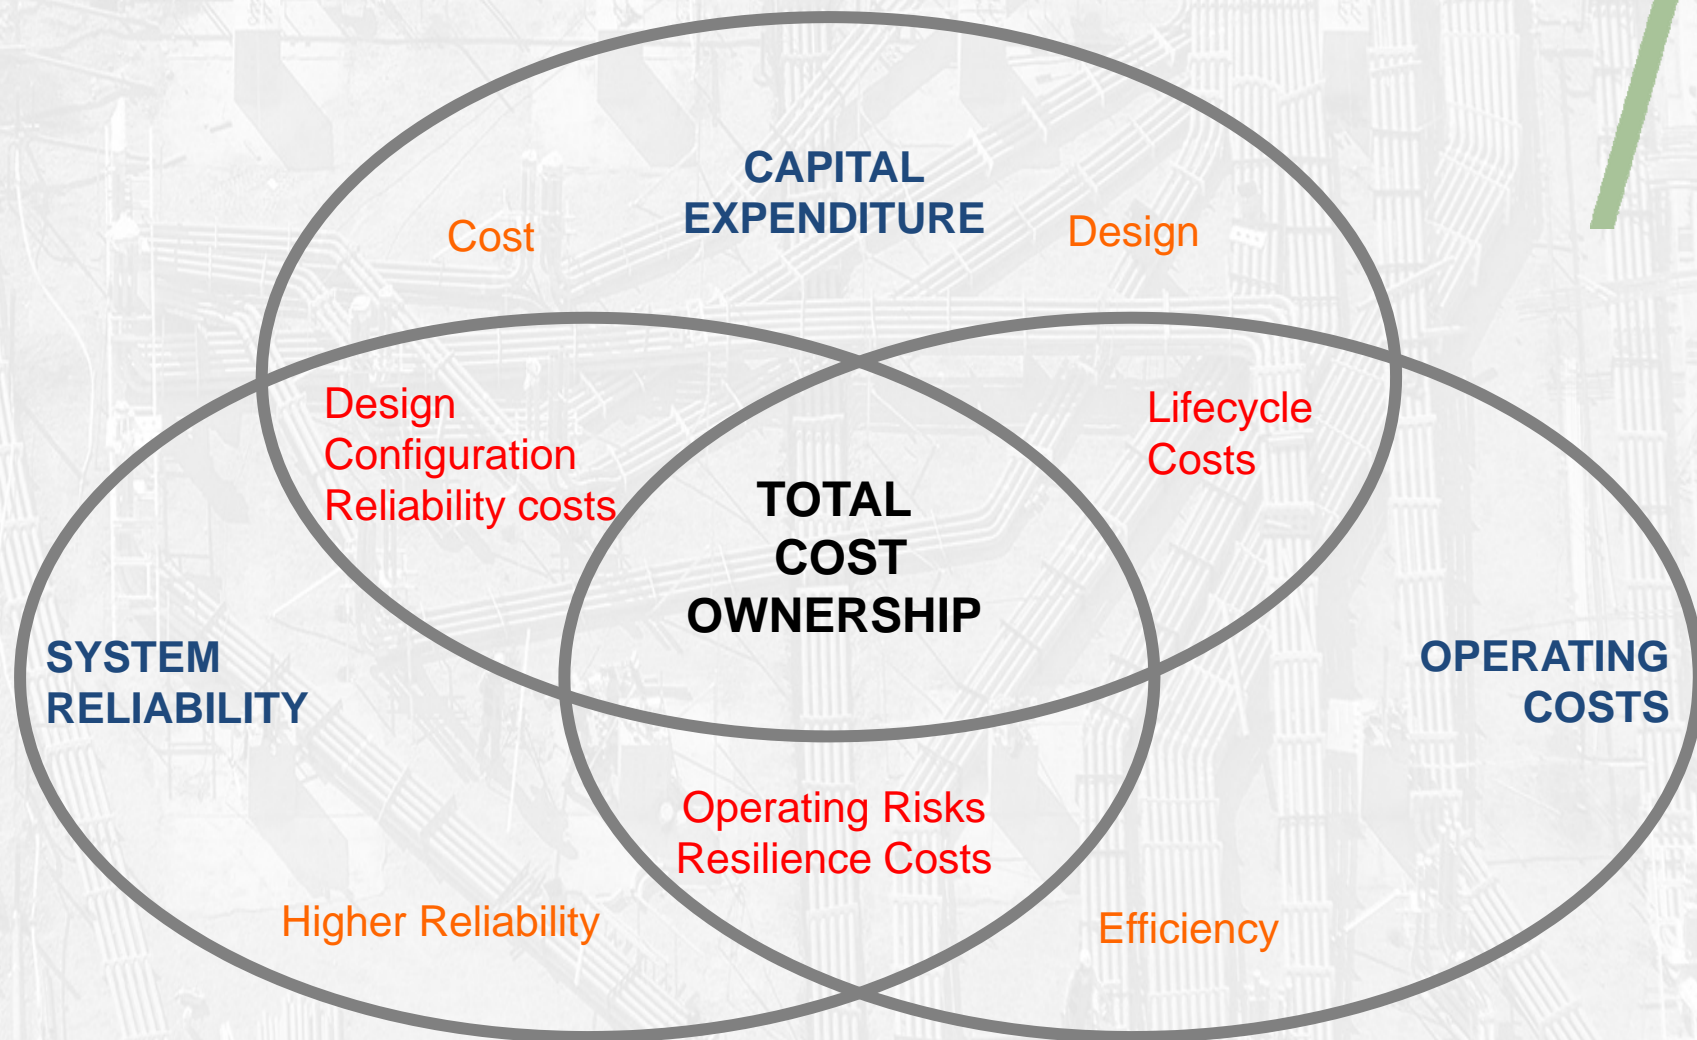 CAPITAL
EXPENDITURE
Cost
Design
Design
Configuration
Reliability costs
Lifecycle
Costs
TOTAL
COST
OWNERSHIP
SYSTEM
RELIABILITY
OPERATING
COSTS
Operating Risks
Resilience Costs
Higher Reliability
Efficiency